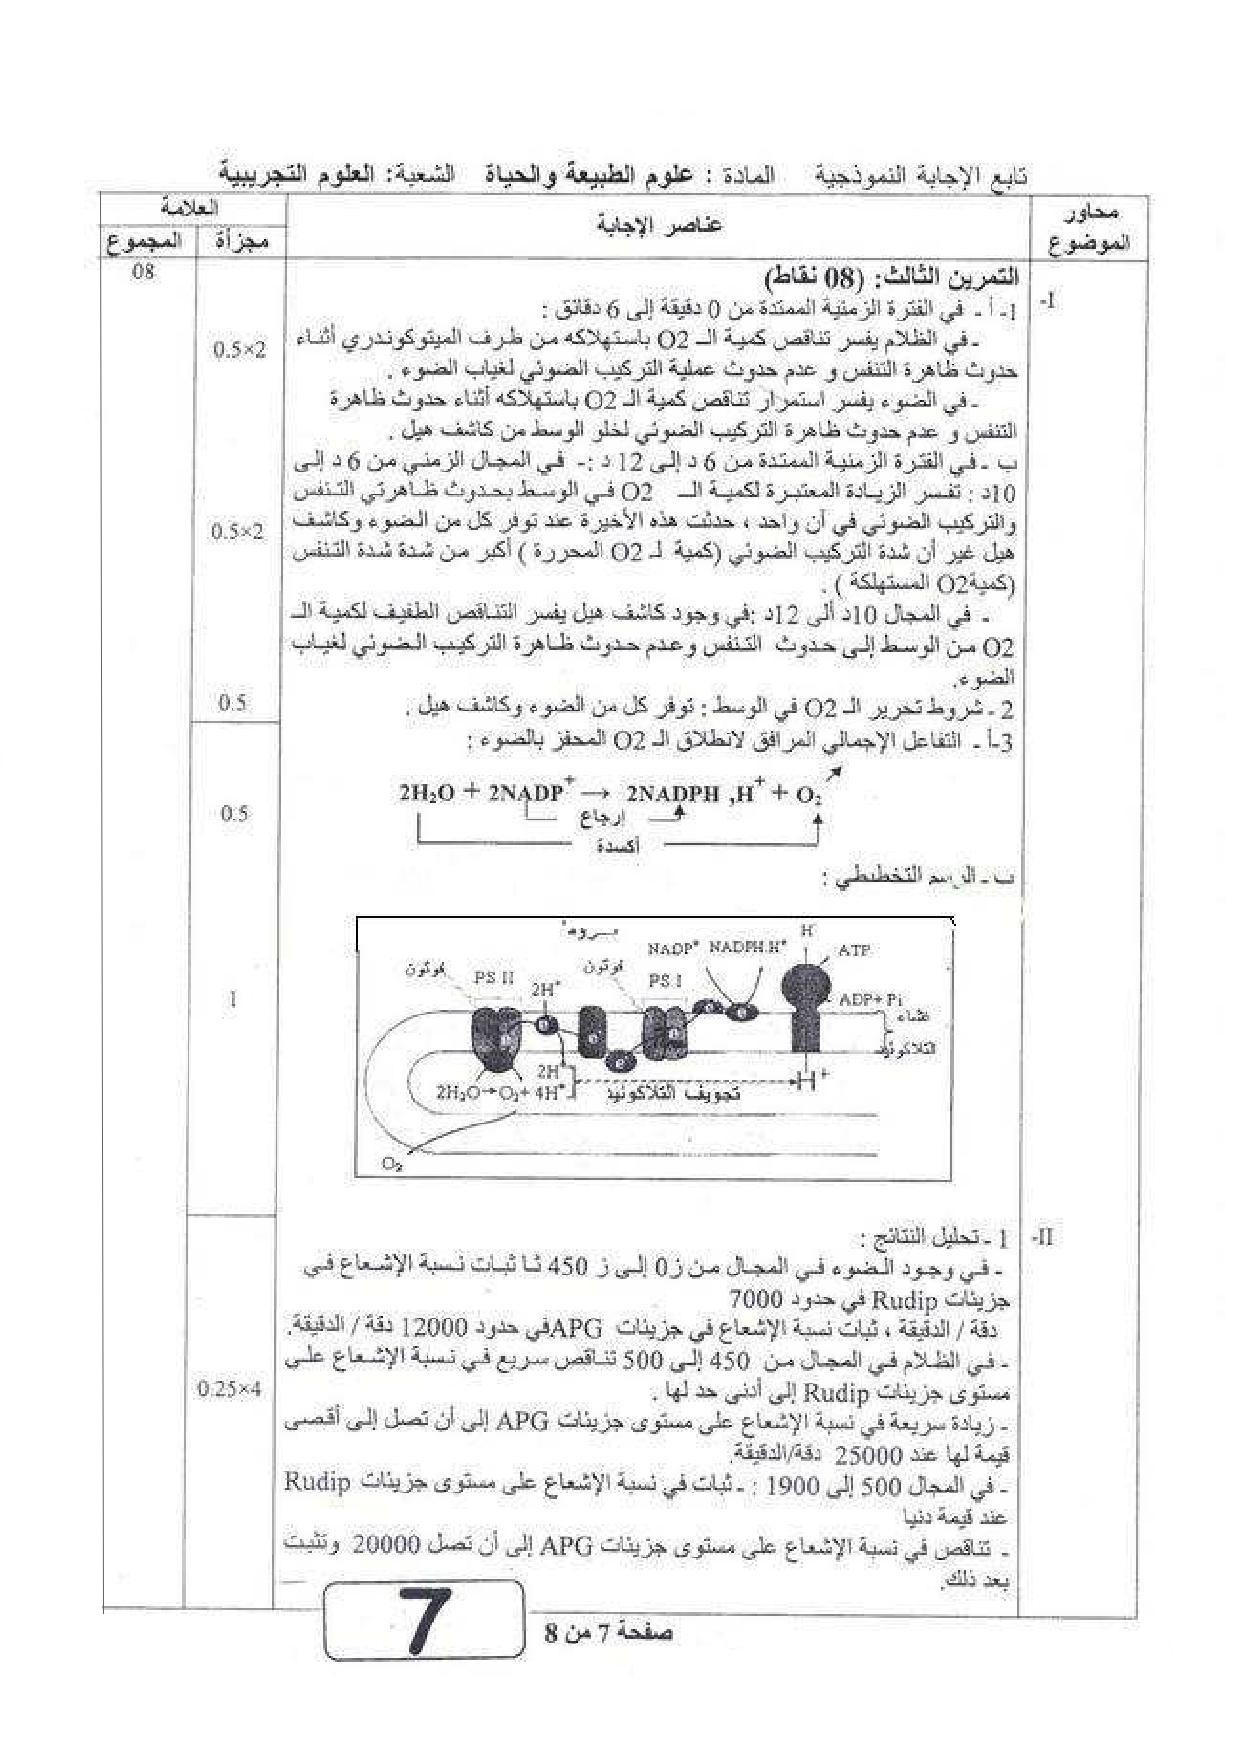 تابع الإجابة النموذجية المادة : علوم الطبيعة والحياة الشعبة: العلوم التجريبية
محاور الموضوع
عناصر الإجابة
العلامة
مجزأة
المجموع
08
التمرين الثالث: (08 نقاط)
I-
1- أ - في الفترة الزمنية الممتدة من 0 دقيقة إلى 6 دقائق :
- في الظلام يفسر تناقص كمية الـ O2 باستهلاكه من طرف الميتوكوندري أثناء
0.5×2
حدوث ظاهرة التنفس و عدم حدوث عملية التركيب الضوئي لغياب الضوء .
- في الضوء يفسر استمرار تناقص كمية الـ O2 باستهلاكه أثناء حدوث ظاهرة
التنفس و عدم حدوث ظاهرة التركيب الضوئي لخلو الوسط من كاشف هيل .
ب - في الفترة الزمنية الممتدة من 6 د إلى 12 د :- في المجال الزمني من 6 د إلى
10د : تفسر الزيادة المعتبرة لكمية الـ O2 في الوسط بحدوث ظاهرتي التنفس
والتركيب الضوئي في آن واحد ، حدثت هذه الأخيرة عند توفر كل من الضوء وكاشف
0.5×2
هيل غير أن شدة التركيب الضوئي (كمية لـ O2 المحررة ) أكبر من شدة شدة التنفس
(كمية O2 المستهلكة ) .
- في المجال 10د ألى 12د :في وجود كاشف هيل يفسر التناقص الطفيف لكمية الـ
O2 من الوسط إلى حدوث التنفس وعدم حدوث ظاهرة التركيب الضوئي لغياب
الضوء.
2 - شروط تحرير الـ O2 في الوسط : توفر كل من الضوء وكاشف هيل .
0.5
3-أ - التفاعل الإجمالي المرافق لانطلاق الـ O2 المحفز بالضوء :
2H₂O + 2NADP⁺ → 2NADPH ,H⁺ + O₂
0.5
إرجاع
أكسدة
ب - الرسم التخطيطي :
H
NADP⁺ NADPH.H⁺
ATP
فوتون
PS II
فوتون
PS I
2H⁺
ADP+ Pi
1
غشاء
التلاكوئيد
2H⁺
2H₂O→O₂+ 4H⁺
تجويف التلاكوئيد
H⁺
O₂
II-
1 - تحليل النتائج :
- في وجود الضوء في المجال من ز0 إلى ز 450 ثا ثبات نسبة الإشعاع في
جزيئات Rudip في حدود 7000
دقة / الدقيقة ، ثبات نسبة الإشعاع في جزيئات APGفي حدود 12000 دقة / الدقيقة.
- في الظلام في المجال من 450 إلى 500 تناقص سريع في نسبة الإشعاع على
0.25×4
مستوى جزيئات Rudip إلى أدنى حد لها .
- زيادة سريعة في نسبة الإشعاع على مستوى جزيئات APG إلى أن تصل إلى أقصى
قيمة لها عند 25000 دقة/الدقيقة.
- في المجال 500 إلى 1900 : - ثبات في نسبة الإشعاع على مستوى جزيئات Rudip
عند قيمة دنيا
- تناقص في نسبة الإشعاع على مستوى جزيئات APG إلى أن تصل 20000 وتثبت
بعد ذلك.
7
صفحة 7 من 8